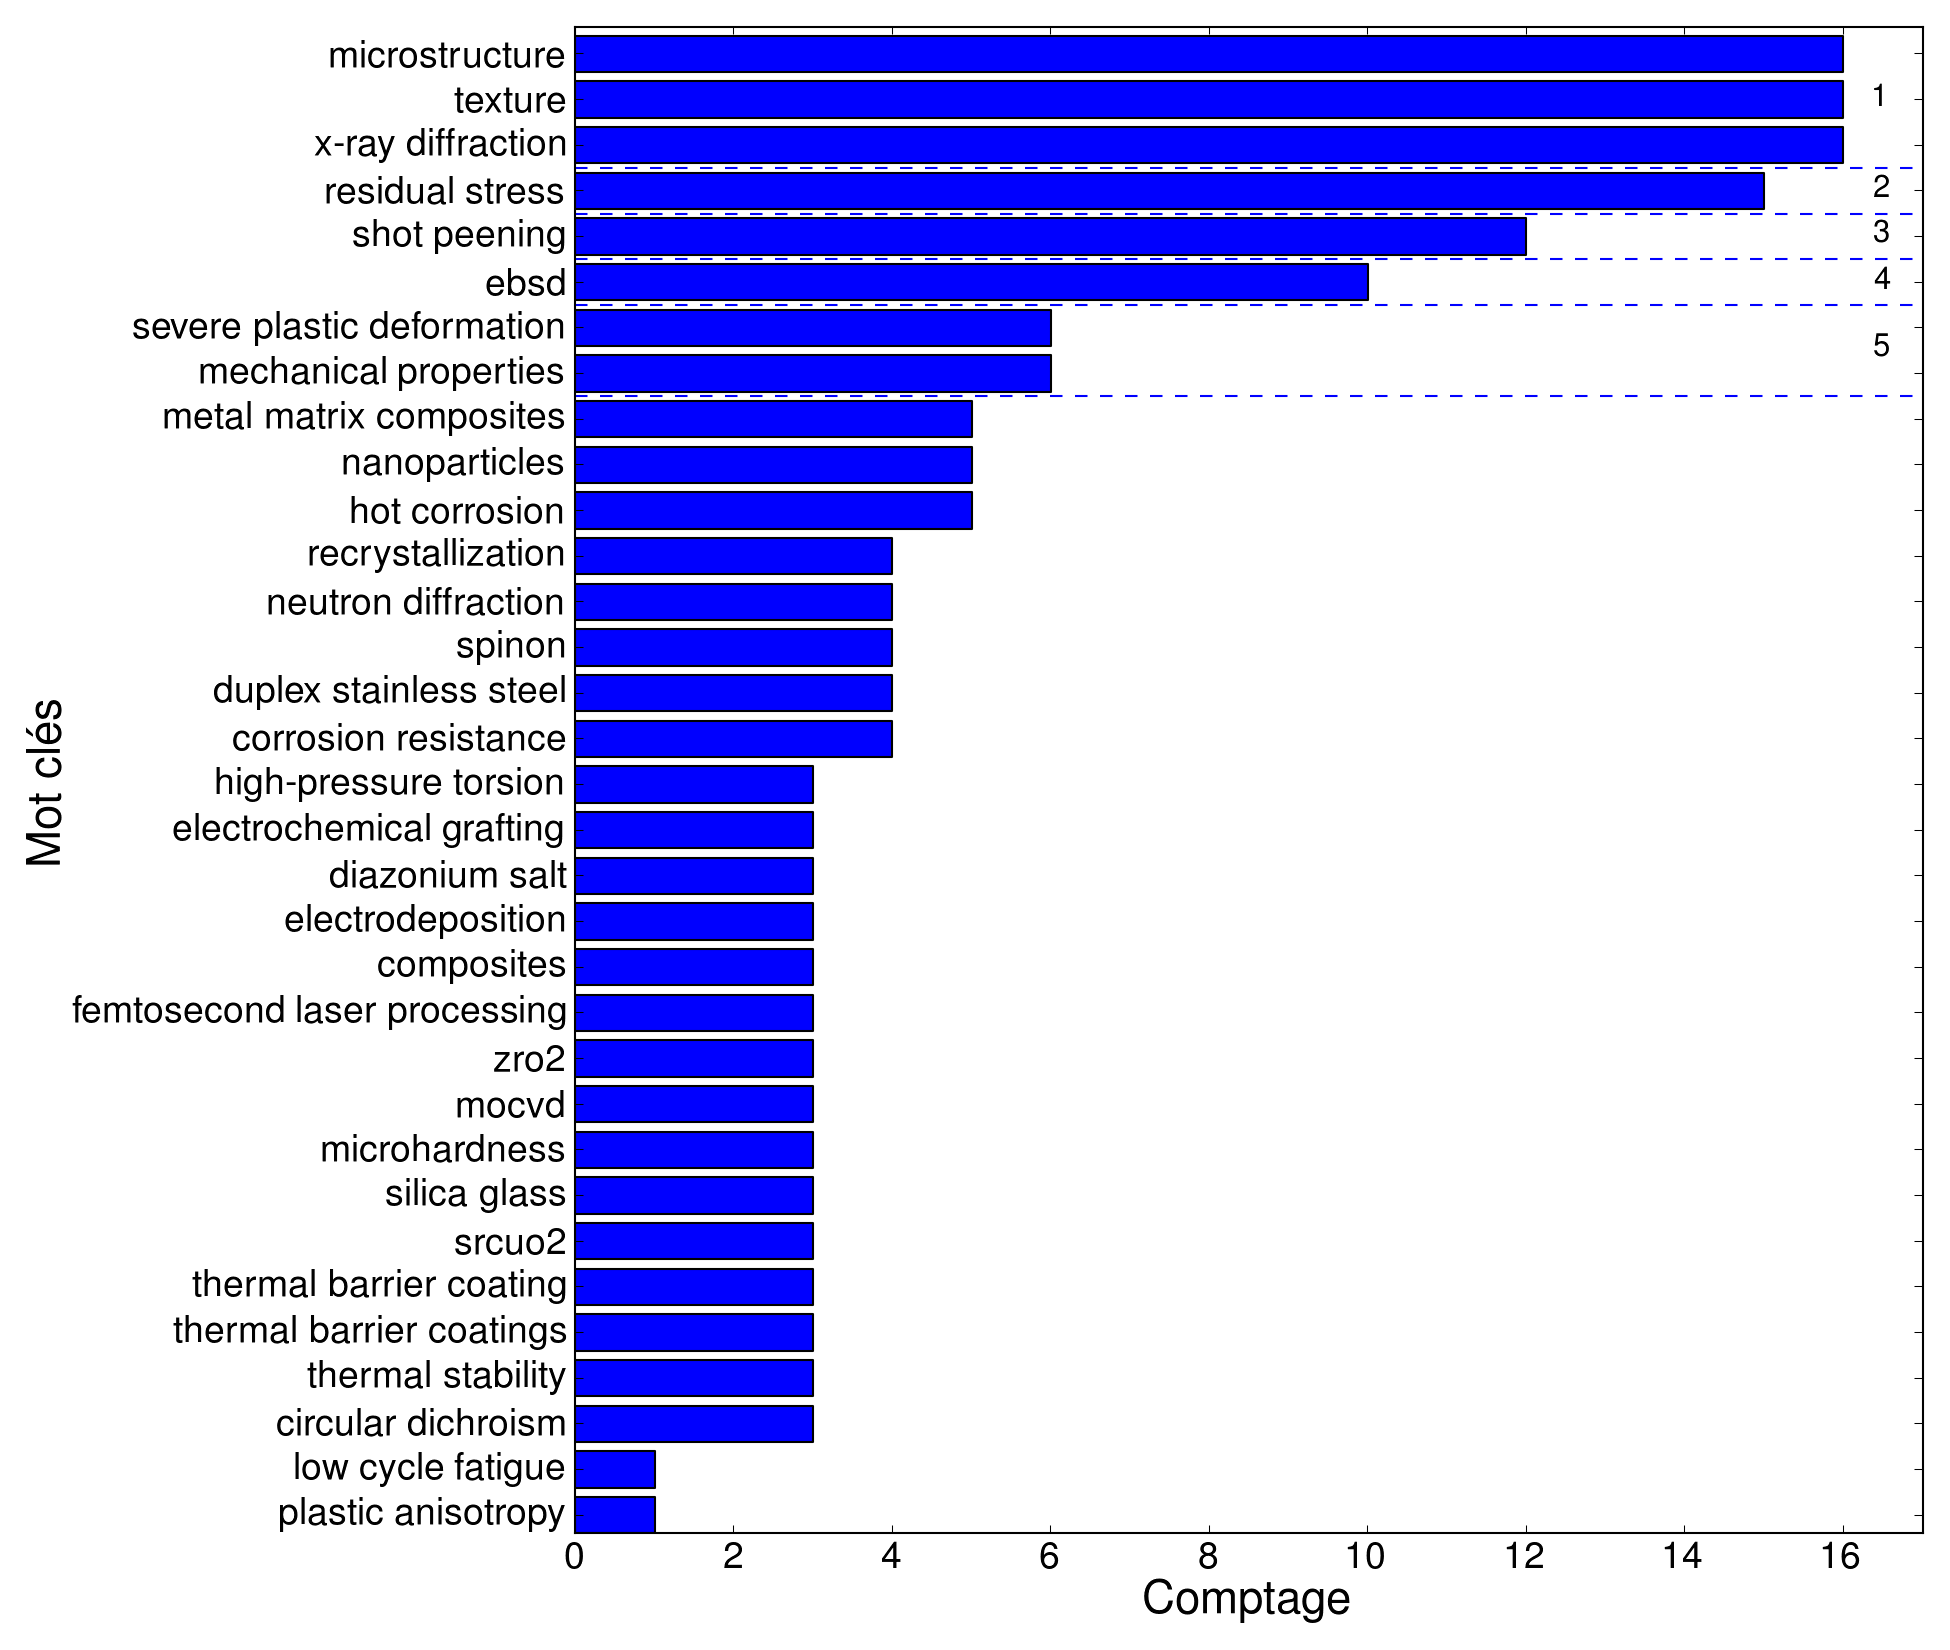 microstructure
texture
1
x-ray diffraction
residual stress
2
shot peening
3
ebsd
4
severe plastic deformation
5
mechanical properties
metal matrix composites
nanoparticles
hot corrosion
recrystallization
neutron diffraction
spinon
duplex stainless steel
corrosion resistance
high-pressure torsion
electrochemical grafting
diazonium salt
electrodeposition
composites
femtosecond laser processing
zro2
mocvd
microhardness
silica glass
srcuo2
thermal barrier coating
thermal barrier coatings
thermal stability
circular dichroism
low cycle fatigue
plastic anisotropy
Mot clés
0 2 4 6 8 10 12 14 16
Comptage